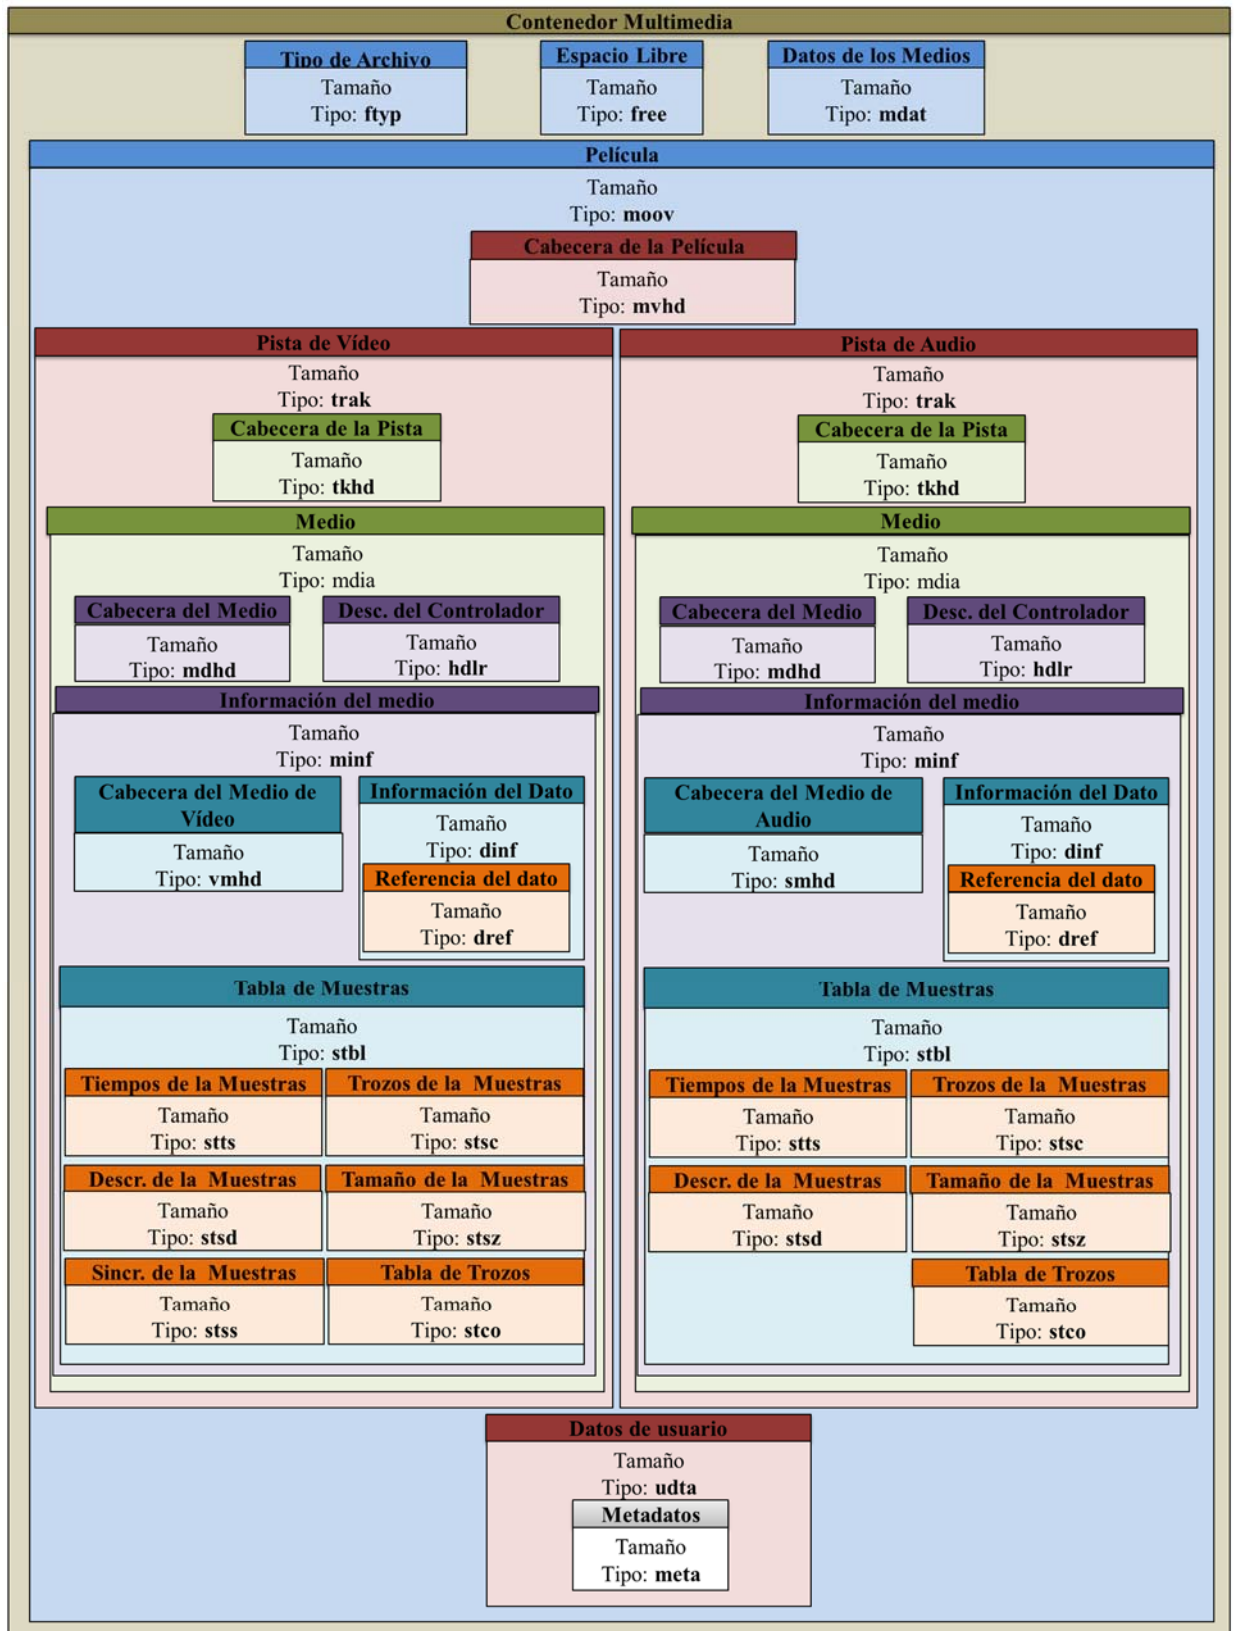 Contenedor Multimedia
Tipo de Archivo
Tamaño
Tipo: ftyp
Espacio Libre
Tamaño
Tipo: free
Datos de los Medios
Tamaño
Tipo: mdat
Película
Tamaño
Tipo: moov
Cabecera de la Película
Tamaño
Tipo: mvhd
Pista de Vídeo
Tamaño
Tipo: trak
Cabecera de la Pista
Tamaño
Tipo: tkhd
Medio
Tamaño
Tipo: mdia
Cabecera del Medio
Tamaño
Tipo: mdhd
Desc. del Controlador
Tamaño
Tipo: hdlr
Información del medio
Tamaño
Tipo: minf
Cabecera del Medio de
Vídeo
Tamaño
Tipo: vmhd
Información del Dato
Tamaño
Tipo: dinf
Referencia del dato
Tamaño
Tipo: dref
Tabla de Muestras
Tamaño
Tipo: stbl
Tiempos de la Muestras
Tamaño
Tipo: stts
Trozos de la Muestras
Tamaño
Tipo: stsc
Descr. de la Muestras
Tamaño
Tipo: stsd
Tamaño de la Muestras
Tamaño
Tipo: stsz
Sincr. de la Muestras
Tamaño
Tipo: stss
Tabla de Trozos
Tamaño
Tipo: stco
Pista de Audio
Tamaño
Tipo: trak
Cabecera de la Pista
Tamaño
Tipo: tkhd
Medio
Tamaño
Tipo: mdia
Cabecera del Medio
Tamaño
Tipo: mdhd
Desc. del Controlador
Tamaño
Tipo: hdlr
Información del medio
Tamaño
Tipo: minf
Cabecera del Medio de
Audio
Tamaño
Tipo: smhd
Información del Dato
Tamaño
Tipo: dinf
Referencia del dato
Tamaño
Tipo: dref
Tabla de Muestras
Tamaño
Tipo: stbl
Tiempos de la Muestras
Tamaño
Tipo: stts
Trozos de la Muestras
Tamaño
Tipo: stsc
Descr. de la Muestras
Tamaño
Tipo: stsd
Tamaño de la Muestras
Tamaño
Tipo: stsz
Tabla de Trozos
Tamaño
Tipo: stco
Datos de usuario
Tamaño
Tipo: udta
Metadatos
Tamaño
Tipo: meta